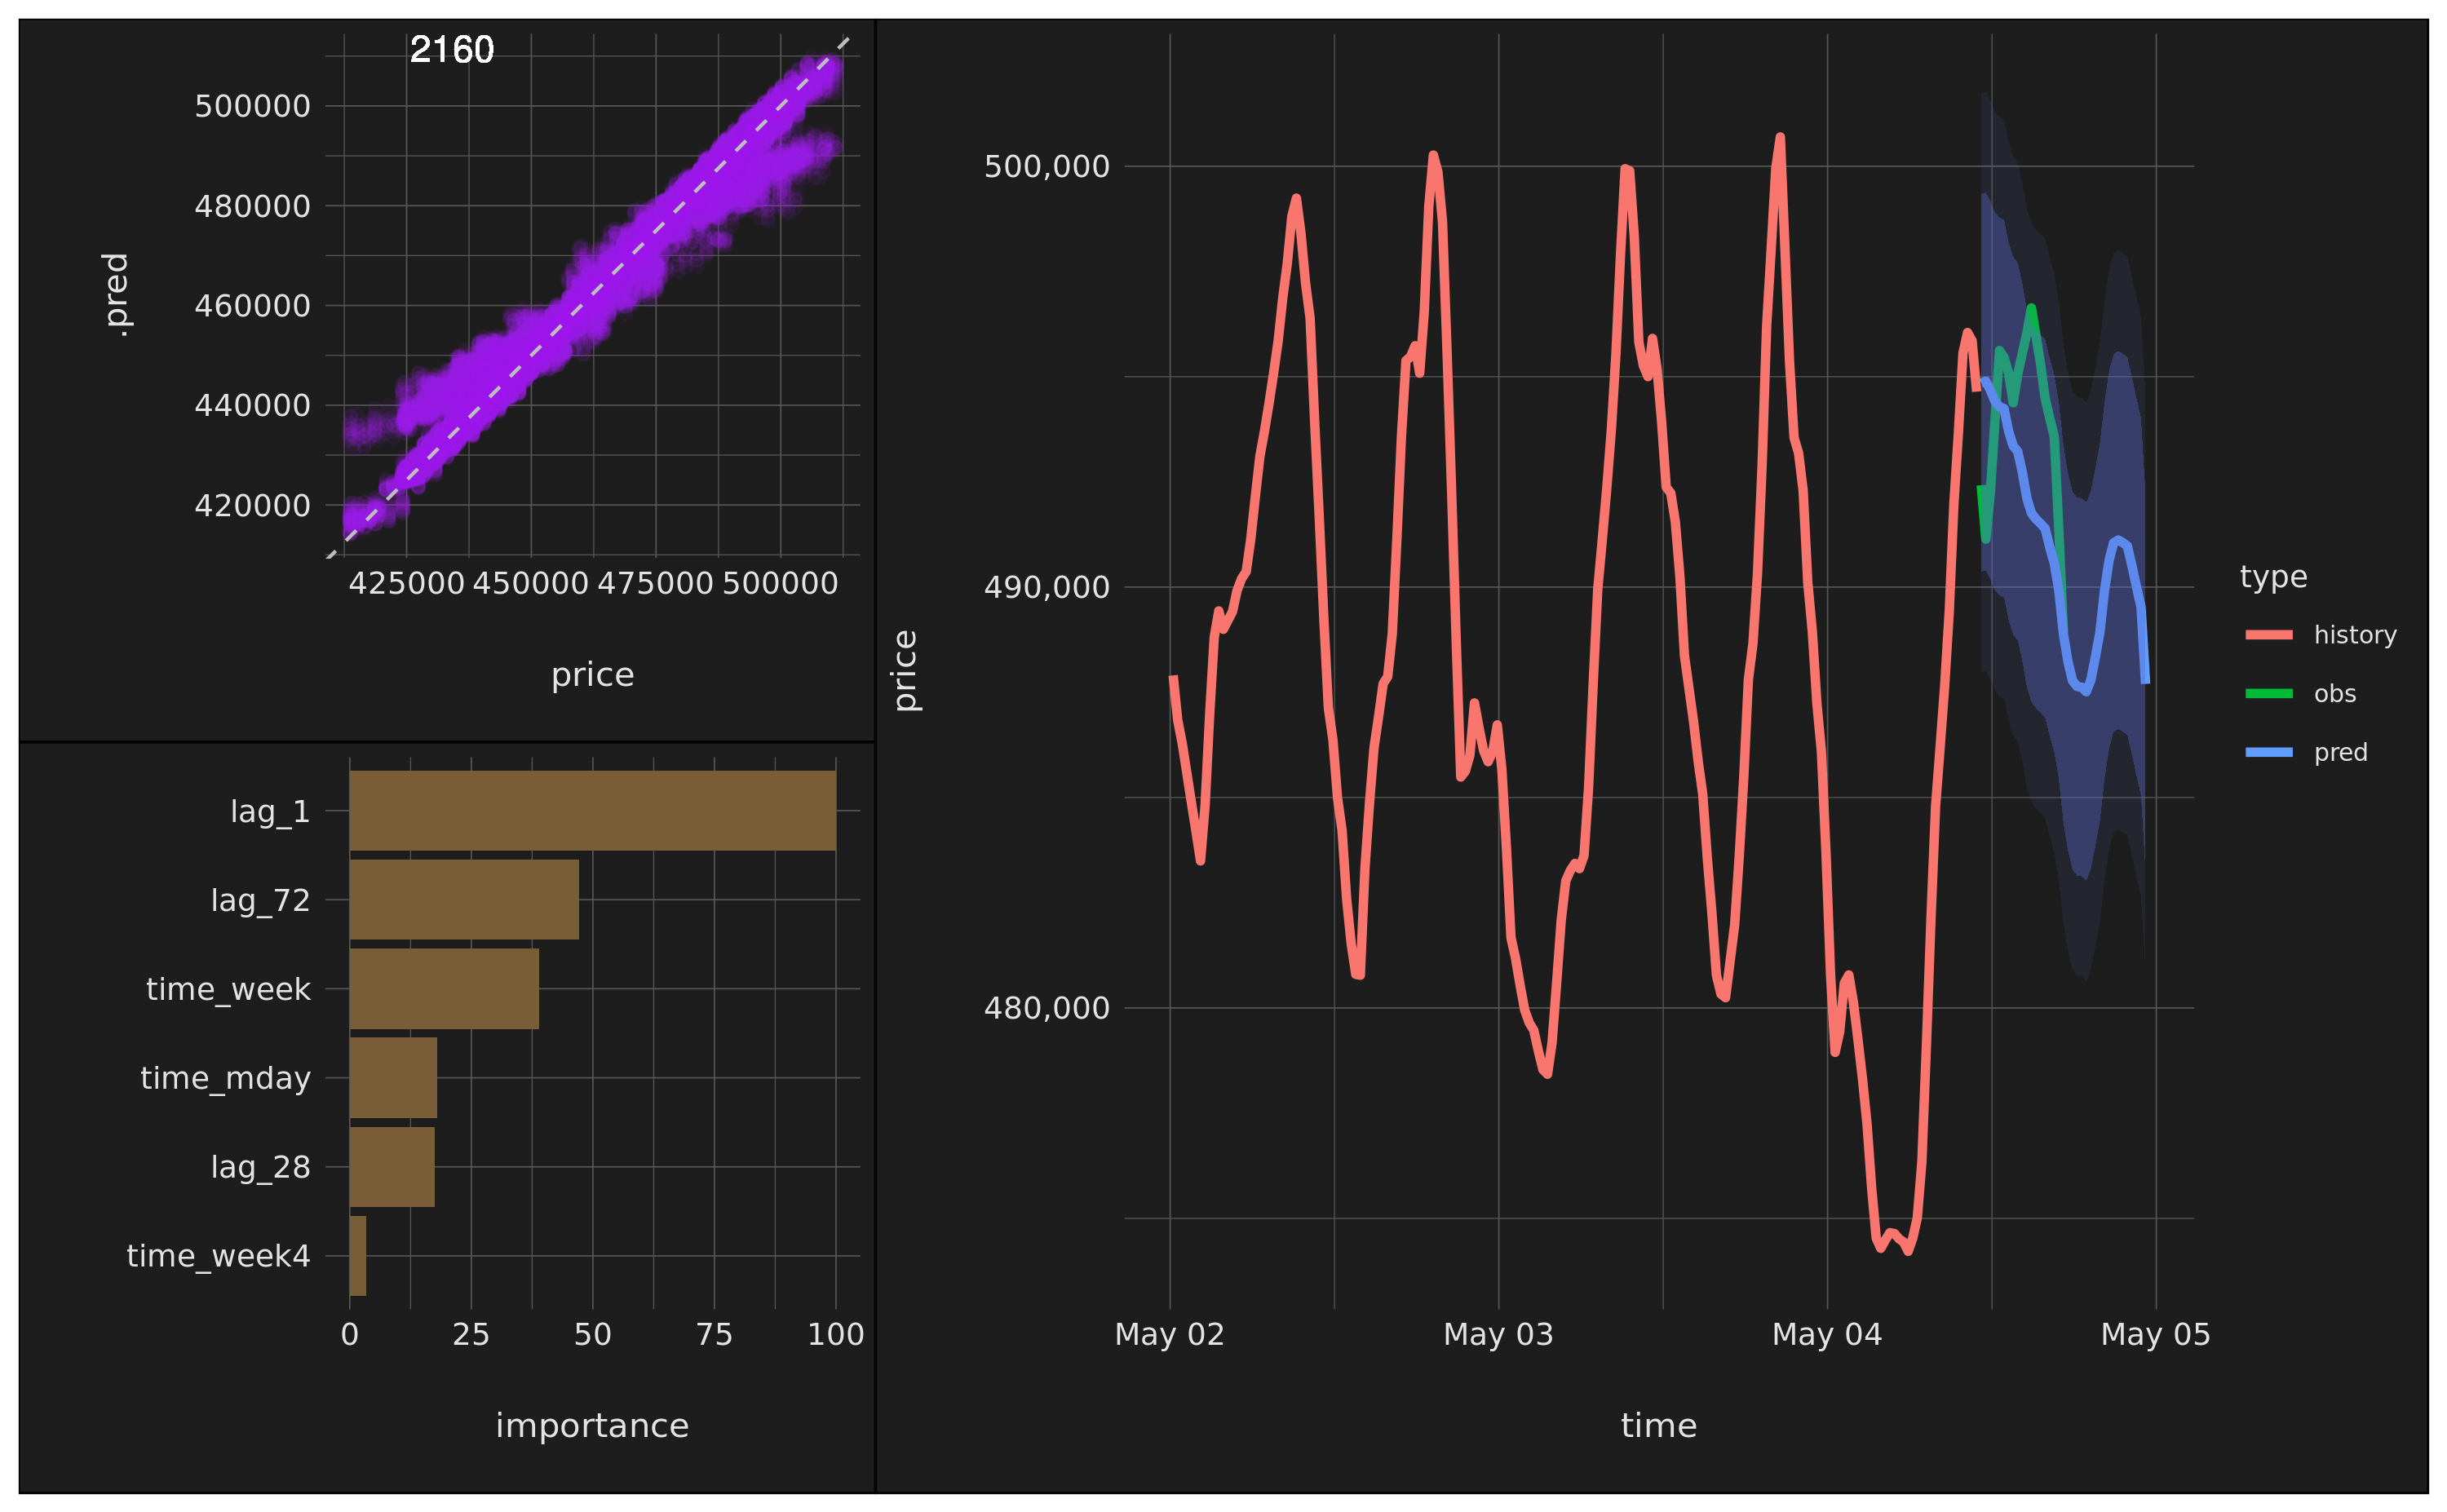 2160
500000
480000
460000
440000
420000
.pred
425000 450000 475000 500000
price
lag_1
lag_72
time_week
time_mday
lag_28
time_week4
0 25 50 75 100
importance
500,000
490,000
480,000
price
May 02 May 03 May 04 May 05
time
type
history
obs
pred